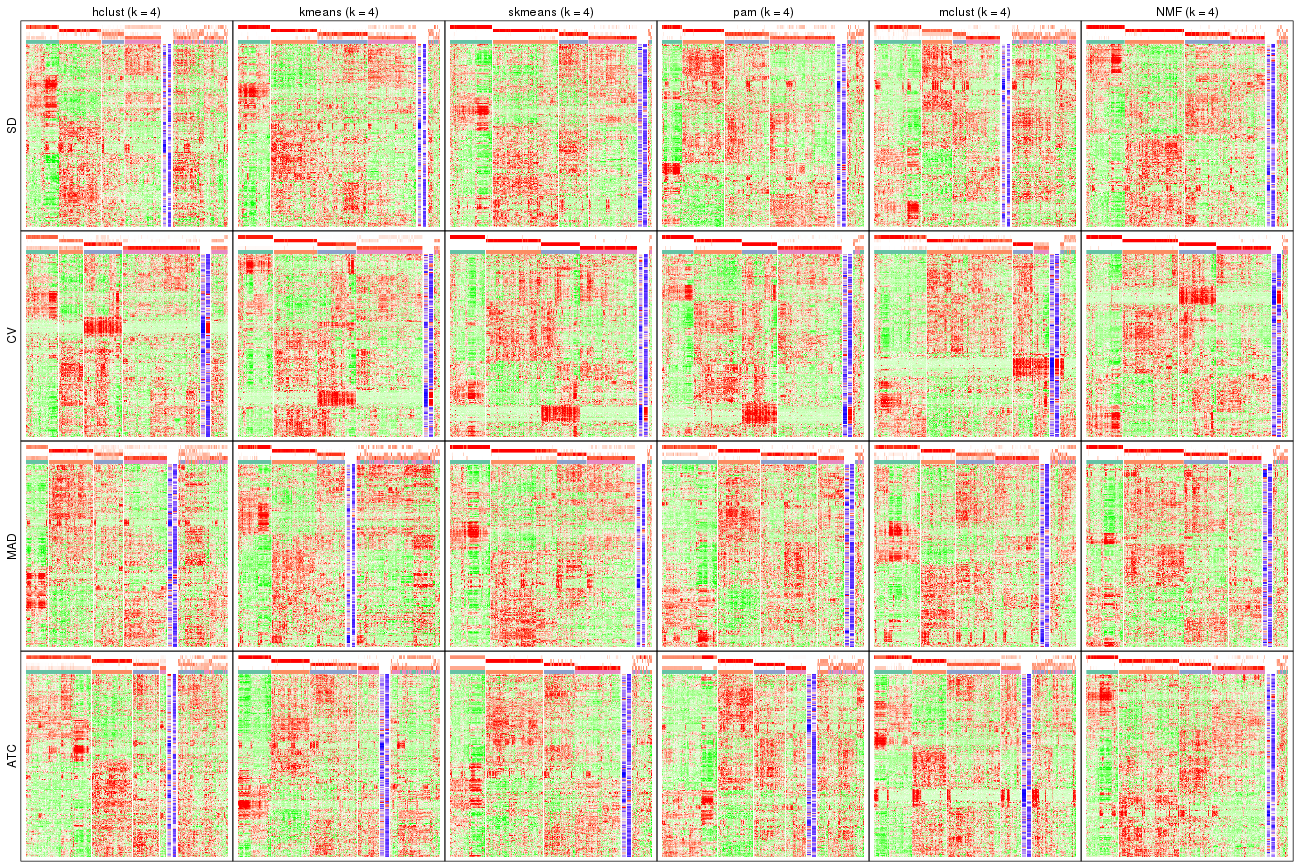 hclust (k = 4) kmeans (k = 4) skmeans (k = 4) pam (k = 4) mclust (k = 4) NMF (k = 4)
SD
CV
MAD
ATC